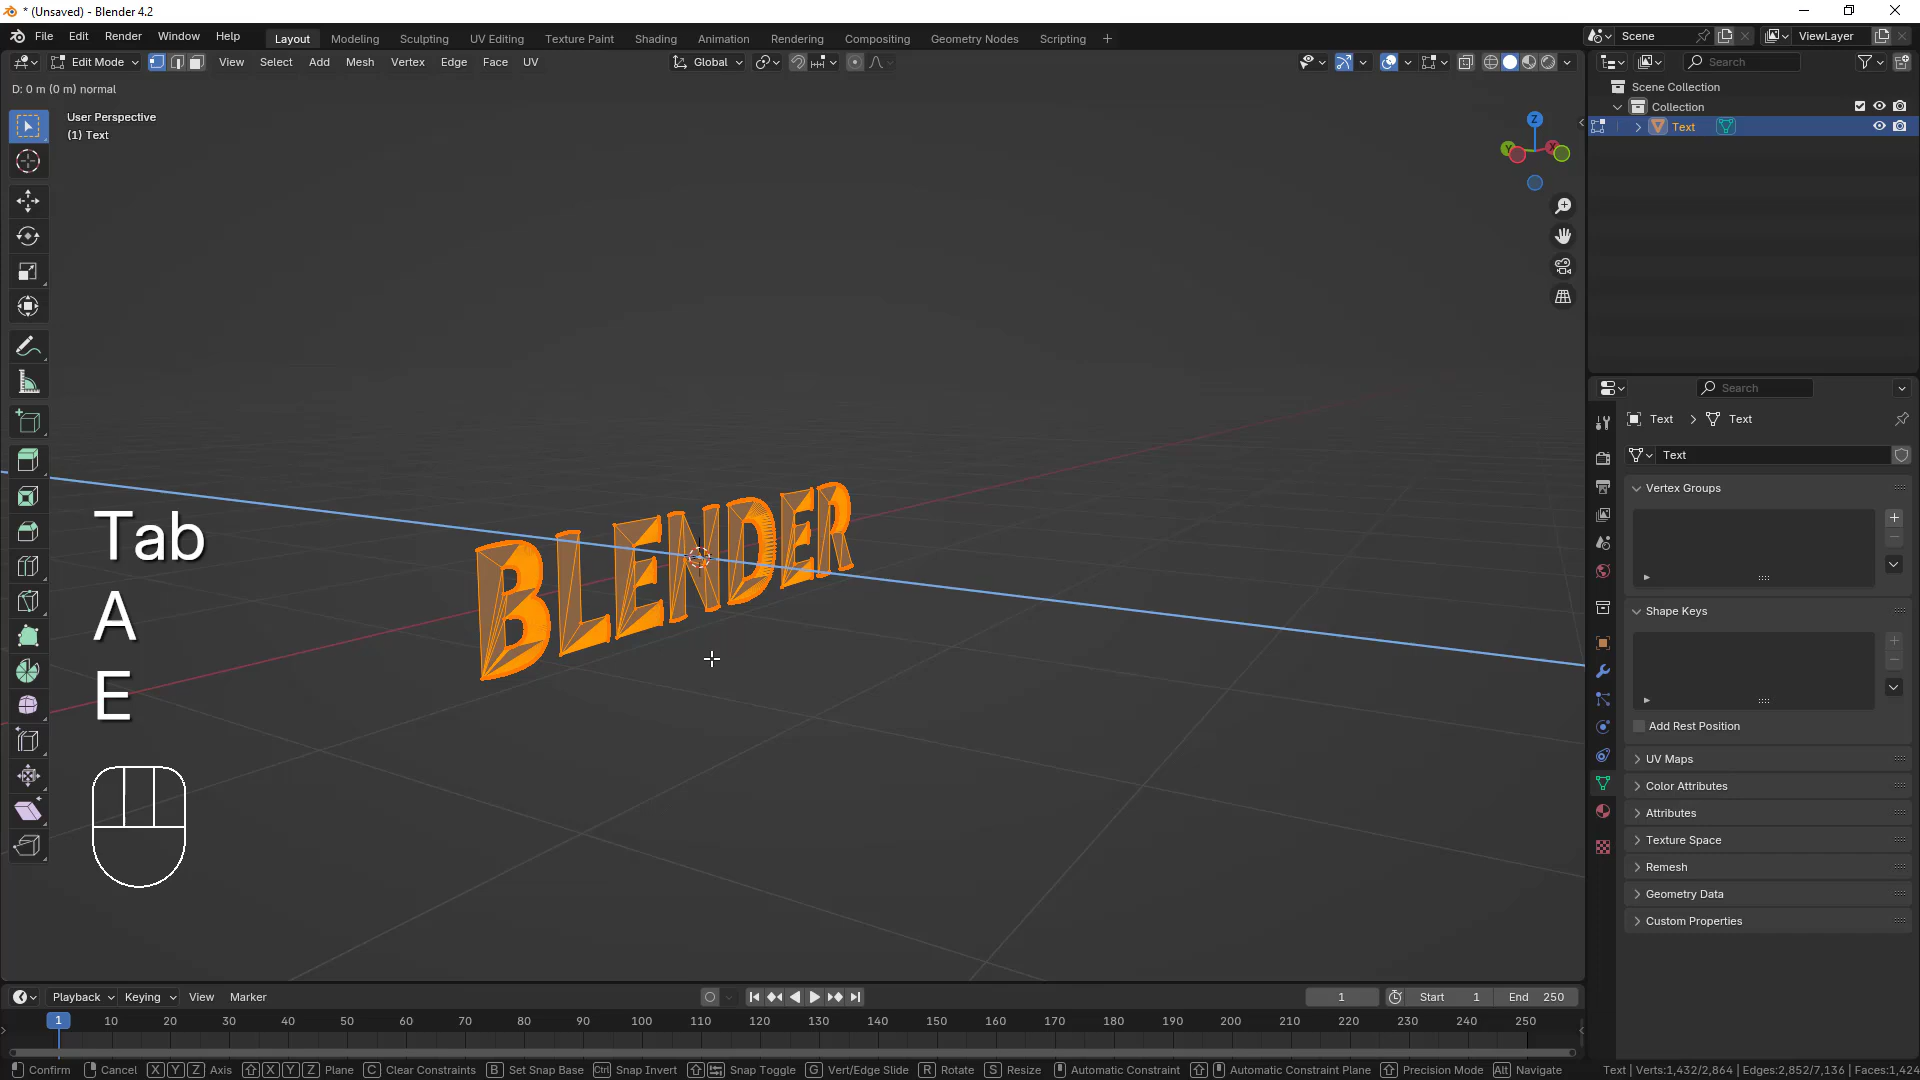 * (Unsaved) - Blender 4.2
File Edit Render Window Help
Layout Modeling Sculpting UV Editing Texture Paint Shading Animation Rendering Compositing Geometry Nodes Scripting +
Scene
ViewLayer
Edit Mode View Select Add Mesh Vertex Edge Face UV
Global
Search
D: 0 m (0 m) normal
User Perspective
(1) Text
Z
Y
X
Scene Collection
Collection
Text
Search
Text > Text
Text
Vertex Groups
Shape Keys
Add Rest Position
UV Maps
Color Attributes
Attributes
Texture Space
Remesh
Geometry Data
Custom Properties
BLENDER
Tab
A
E
Playback Keying View Marker
1
Start 1 End 250
1 10 20 30 40 50 60 70 80 90 100 110 120 130 140 150 160 170 180 190 200 210 220 230 240 250
Confirm Cancel X Y Z Axis X Y Z Plane C Clear Constraints B Set Snap Base Ctrl Snap Invert Snap Toggle G Vert/Edge Slide R Rotate S Resize Automatic Constraint Automatic Constraint Plane Precision Mode Alt Navigate
Text | Verts:1,432/2,864 | Edges:2,852/7,136 | Faces:1,424